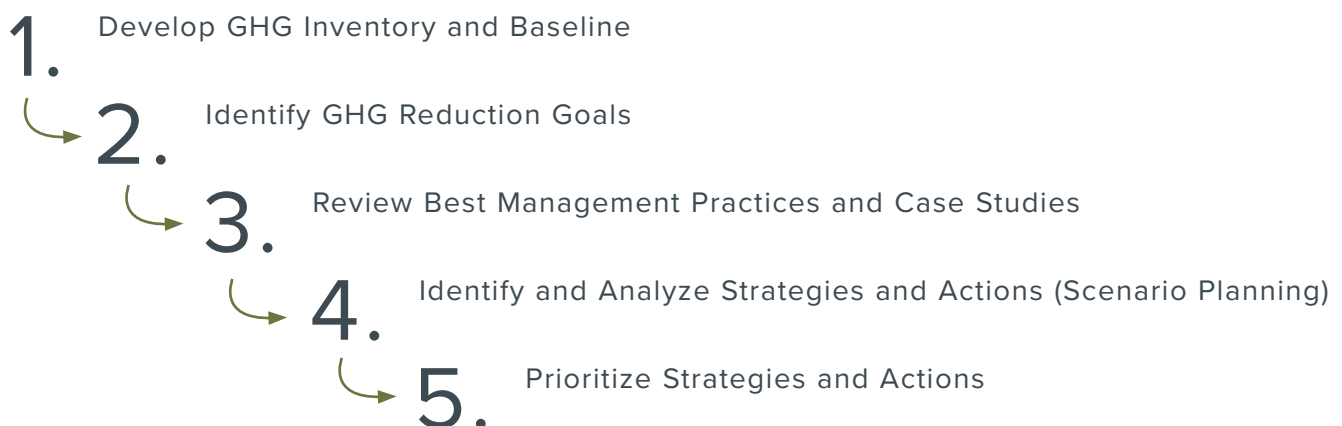 1. Develop GHG Inventory and Baseline
2. Identify GHG Reduction Goals
3. Review Best Management Practices and Case Studies
4. Identify and Analyze Strategies and Actions (Scenario Planning)
5. Prioritize Strategies and Actions